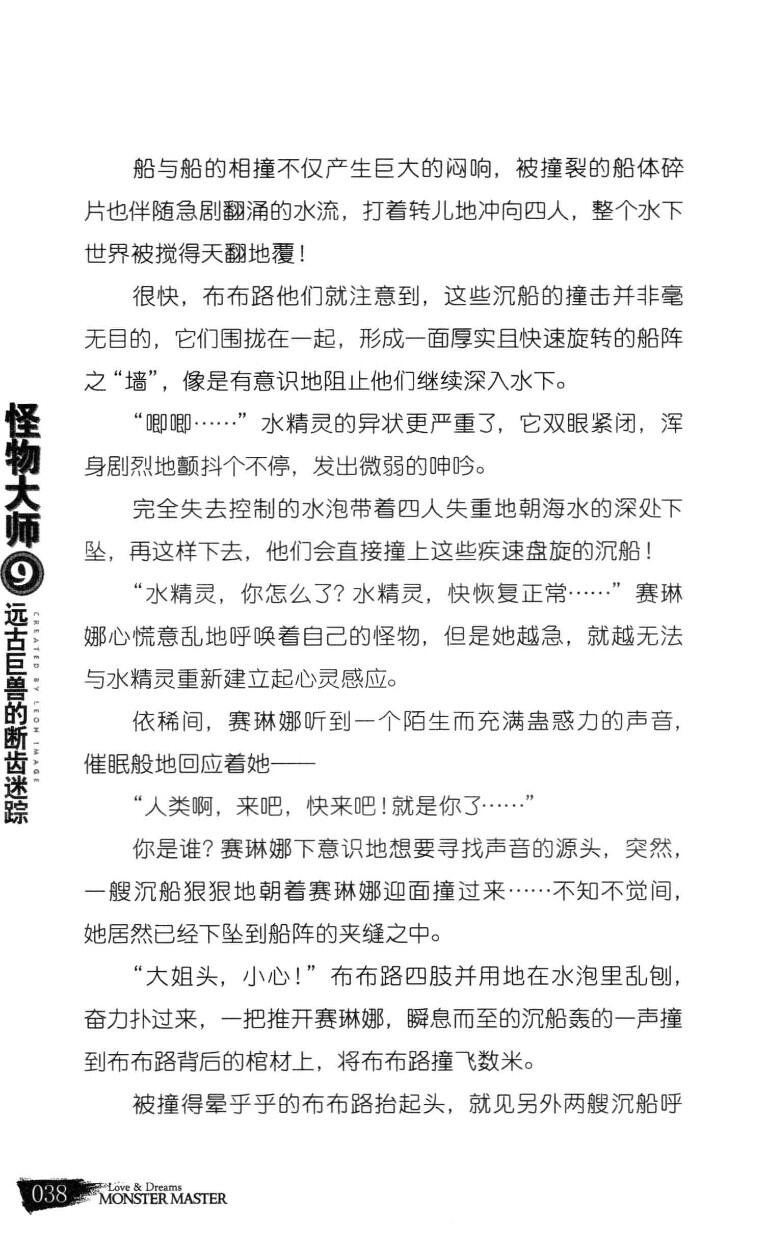 船与船的相撞不仅产生巨大的闷响，被撞裂的船体碎
片也伴随急剧翻涌的水流，打着转儿地冲向四人，整个水下
世界被搅得天翻地覆！
很快，布布路他们就注意到，这些沉船的撞击并非毫
无目的，它们围拢在一起，形成一面厚实且快速旋转的船阵
之“墙”，像是有意识地阻止他们继续深入水下。
“唧唧……”水精灵的异状更严重了，它双眼紧闭，浑
身剧烈地颤抖个不停，发出微弱的呻吟。
完全失去控制的水泡带着四人失重地朝海水的深处下
坠，再这样下去，他们会直接撞上这些疾速盘旋的沉船！
“水精灵，你怎么了？水精灵，快恢复正常……”赛琳
娜心慌意乱地呼唤着自己的怪物，但是她越急，就越无法
与水精灵重新建立起心灵感应。
依稀间，赛琳娜听到一个陌生而充满蛊惑力的声音，
催眠般地回应着她——
“人类啊，来吧，快来吧！就是你了……”
你是谁？赛琳娜下意识地想要寻找声音的源头，突然，
一艘沉船狠狠地朝着赛琳娜迎面撞过来……不知不觉间，
她居然已经下坠到船阵的夹缝之中。
“大姐头，小心！”布布路四肢并用地在水泡里乱刨，
奋力扑过来，一把推开赛琳娜，瞬息而至的沉船轰的一声撞
到布布路背后的棺材上，将布布路撞飞数米。
被撞得晕乎乎的布布路抬起头，就见另外两艘沉船呼
怪物大师
9
远古巨兽的断齿迷踪
CREATED BY LEON IMAGE
038
Love & Dreams
MONSTER MASTER